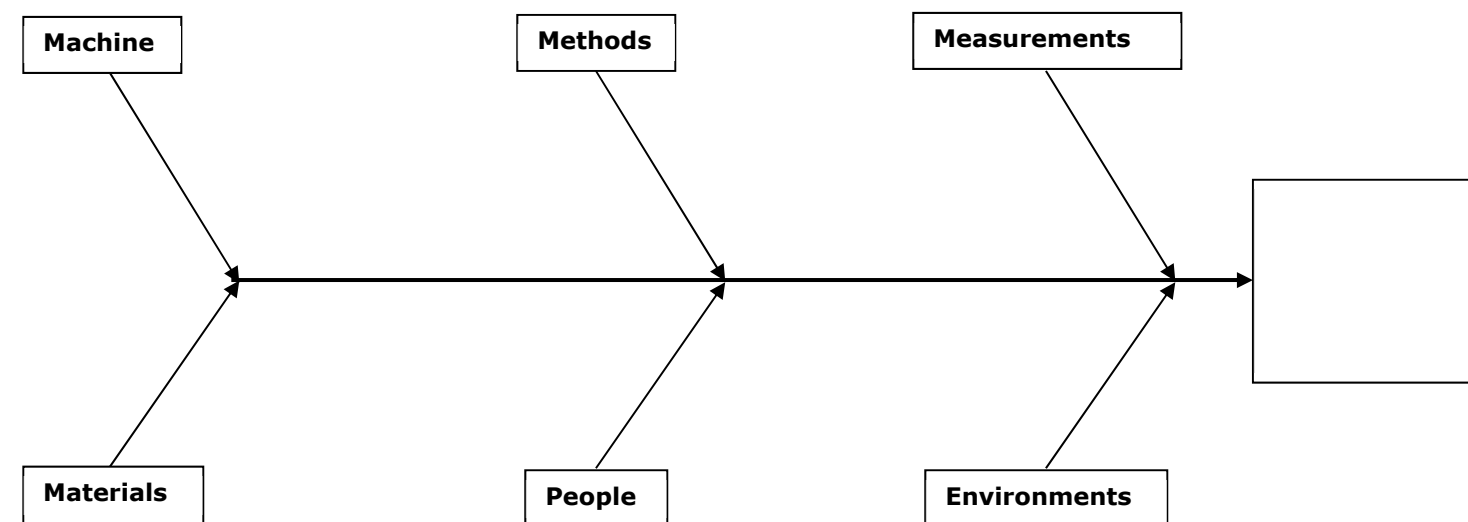 Machine
Methods
Measurements
Materials
People
Environments